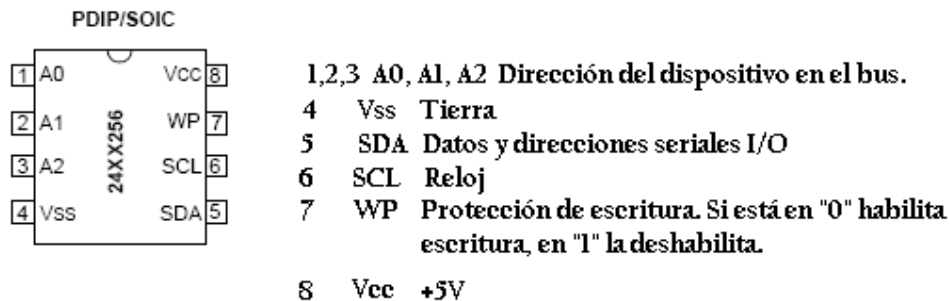 PDIP/SOIC
1 A0 Vcc 8
2 A1 WP 7
3 A2 SCL 6
4 Vss SDA 5
24XX256
1,2,3 A0, A1, A2 Dirección del dispositivo en el bus.
4 Vss Tierra
5 SDA Datos y direcciones seriales I/O
6 SCL Reloj
7 WP Protección de escritura. Si está en "0" habilita
escritura, en "1" la deshabilita.
8 Vcc +5V